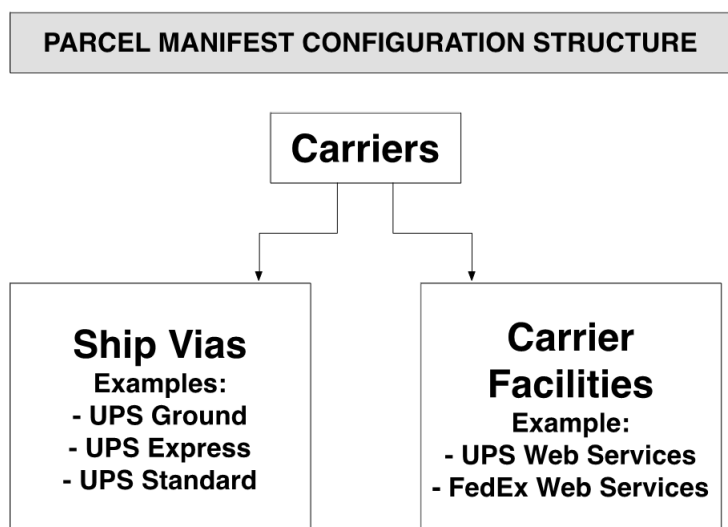 PARCEL MANIFEST CONFIGURATION STRUCTURE
Carriers
Ship Vias
Examples:
- UPS Ground
- UPS Express
- UPS Standard
Carrier
Facilities
Example:
- UPS Web Services
- FedEx Web Services